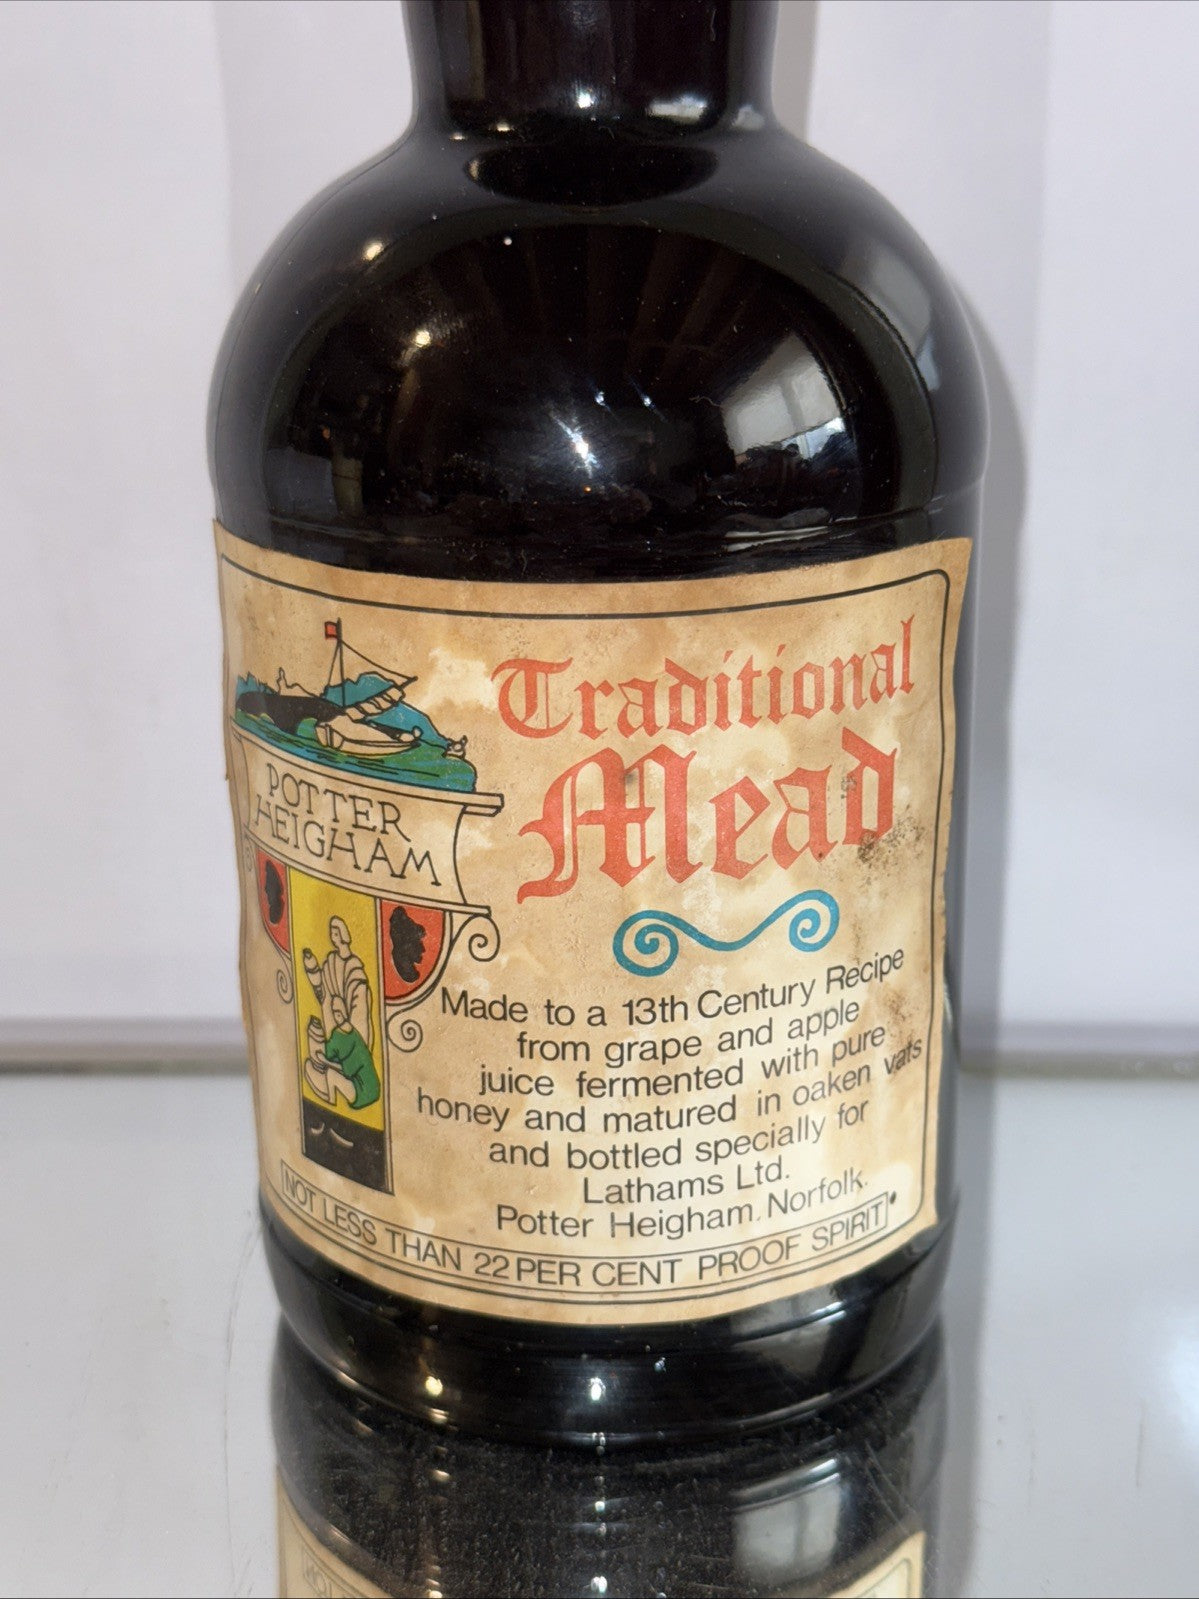 POTTER
HEIGHAM
Traditional
Mead
Made to a 13th Century Recipe
from grape and apple
juice fermented with pure
honey and matured in oaken vats
and bottled specially for
Lathams Ltd.
Potter Heigham, Norfolk.
NOT LESS THAN 22 PER CENT PROOF SPIRIT